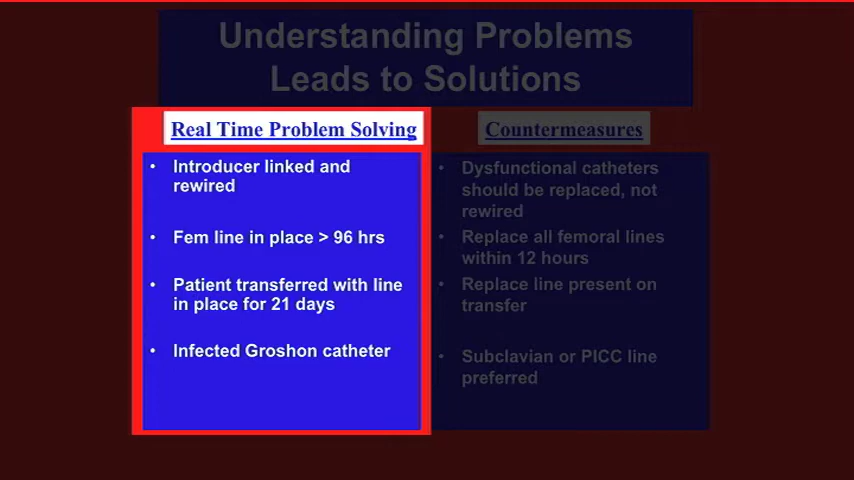 Understanding Problems
Leads to Solutions
Real Time Problem Solving
• Introducer linked and
rewired
• Fem line in place > 96 hrs
• Patient transferred with line
in place for 21 days
• Infected Groshon catheter
Countermeasures
• Dysfunctional catheters
should be replaced, not
rewired
• Replace all femoral lines
within 12 hours
• Replace line present on
transfer
• Subclavian or PICC line
preferred